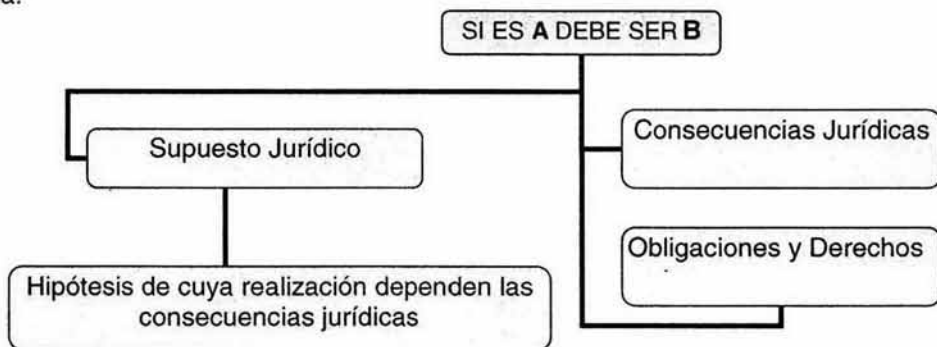 a.
SI ES A DEBE SER B
Supuesto Jurídico
Hipótesis de cuya realización dependen las
consecuencias jurídicas
Consecuencias Jurídicas
Obligaciones y Derechos